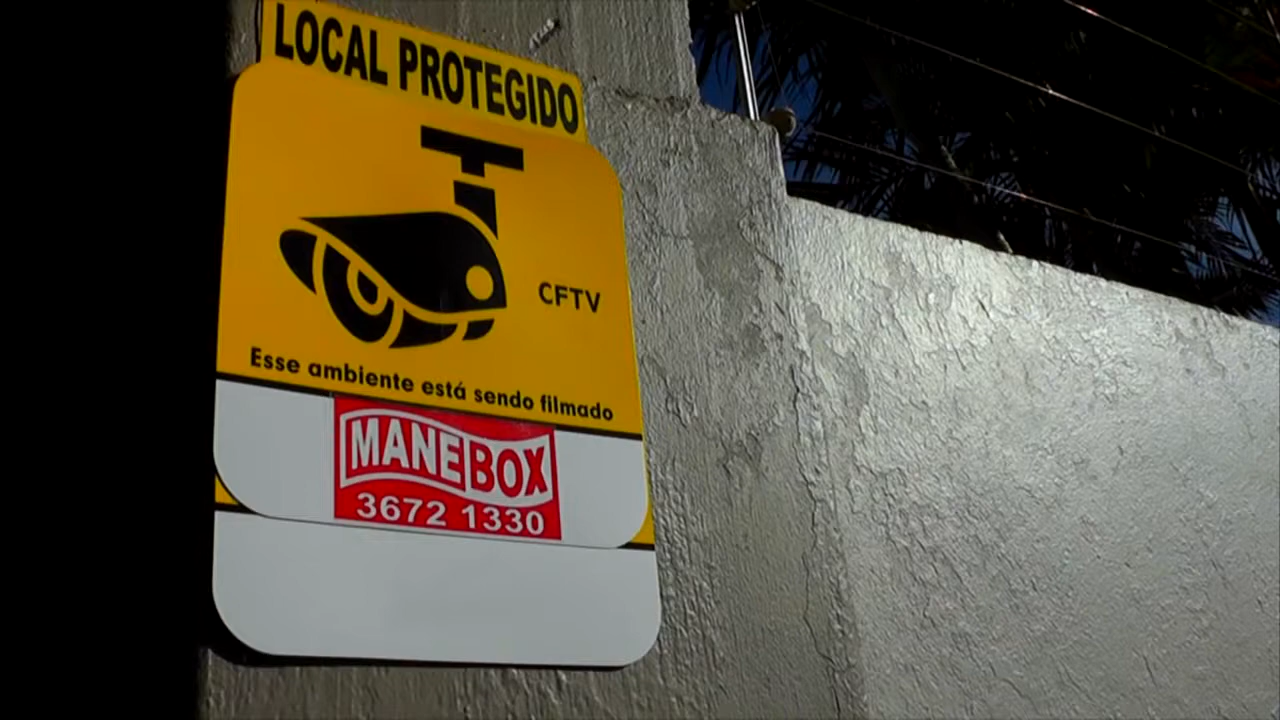 LOCAL PROTEGIDO
CFTV
Esse ambiente está sendo filmado
MANEBOX
3672 1330